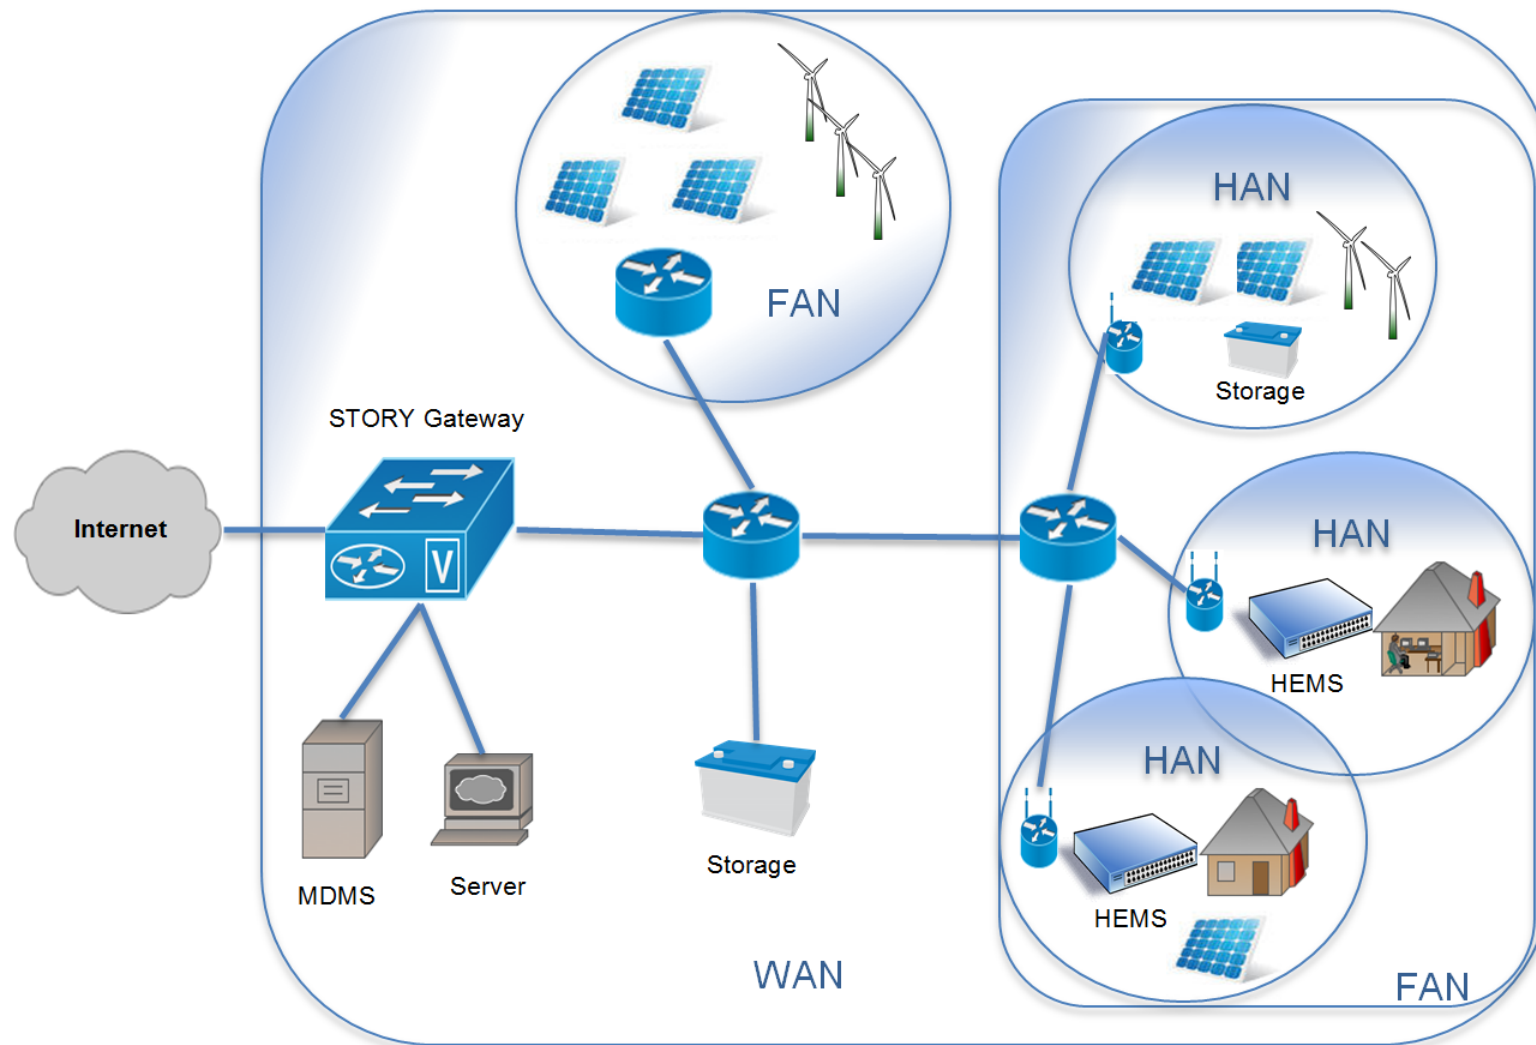 HAN
FAN
STORY Gateway
Storage
Internet
V
HAN
HEMS
HAN
MDMS
Server
Storage
HEMS
WAN
FAN